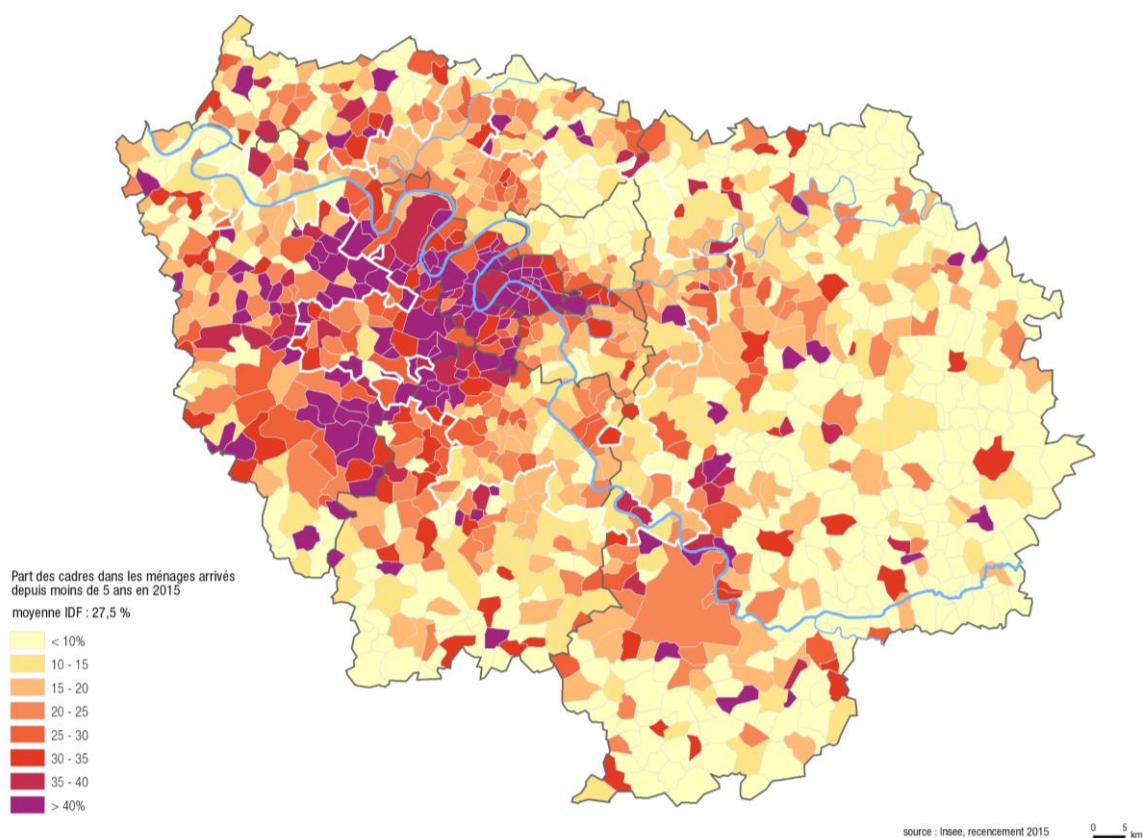 Part des cadres dans les ménages arrivés
depuis moins de 5 ans en 2015
moyenne IDF : 27,5 %
< 10%
10 - 15
15 - 20
20 - 25
25 - 30
30 - 35
35 - 40
> 40%
source : Insee, recencement 2015
0 5
km